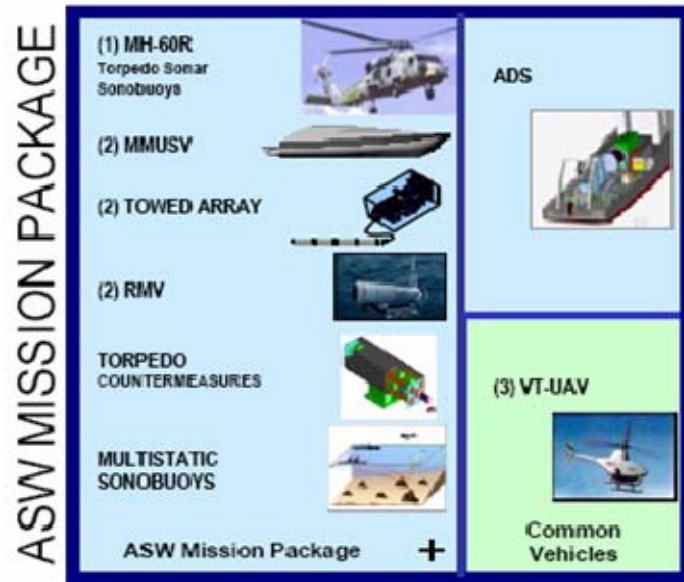 ASW MISSION PACKAGE
(1) MH-60R
Torpedo Sonar
Sonobuoys
(2) MMUSV
(2) TOWED ARRAY
(2) RMV
TORPEDO
COUNTERMEASURES
MULTISTATIC
SONOBUOYS
ASW Mission Package +
ADS
(3) VT-UAV
Common
Vehicles